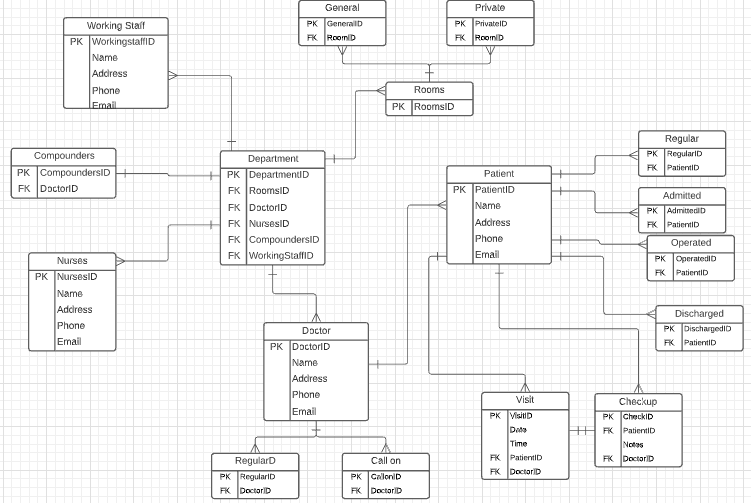 General
PK GeneralID
FK RoomID
Private
PK PrivateID
FK RoomID
Working Staff
PK WorkingstaffID
Name
Address
Phone
Email
Rooms
PK RoomsID
Compounders
PK CompoundersID
FK DoctorID
Department
PK DepartmentID
FK RoomsID
FK DoctorID
FK NursesID
FK CompoundersID
FK WorkingStaffID
Patient
PK PatientID
Name
Address
Phone
Email
Regular
PK RegularID
FK PatientID
Admitted
PK AdmittedID
FK PatientID
Operated
PK OperatedID
FK PatientID
Nurses
PK NursesID
Name
Address
Phone
Email
Discharged
PK DischargedID
FK PatientID
Doctor
PK DoctorID
Name
Address
Phone
Email
Visit
PK VisitID
Date
Time
FK PatientID
FK DoctorID
Checkup
PK CheckID
FK PatientID
Notes
FK DoctorID
RegularD
PK RegularID
FK DoctorID
Call on
PK CallonID
FK DoctorID